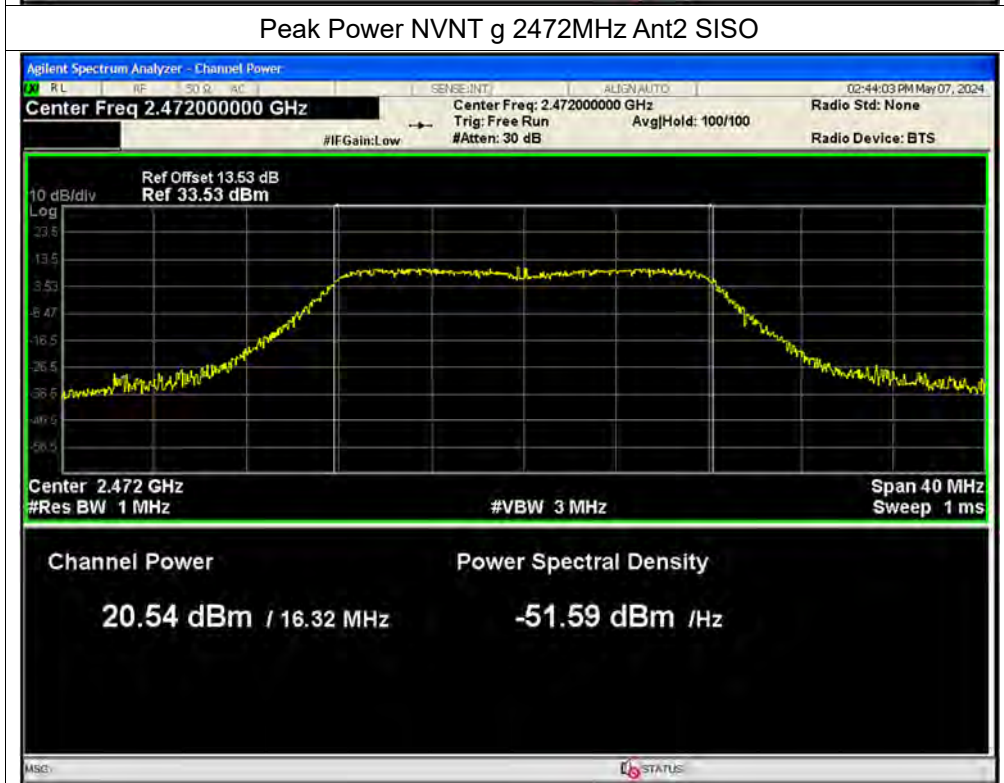 Peak Power NVNT g 2472MHz Ant2 SISO
Agilent Spectrum Analyzer - Channel Power
RL RF 50 Ω AC SENSE:INT ALIGN AUTO 02:44:03 PM May 07, 2024
Center Freq 2.472000000 GHz Center Freq: 2.472000000 GHz Radio Std: None
Trig: Free Run Avg|Hold: 100/100
#IFGain:Low #Atten: 30 dB Radio Device: BTS
Ref Offset 13.53 dB
10 dB/div Ref 33.53 dBm
Log
23.5
13.5
3.53
-6.47
-16.5
-26.5
-36.5
-46.5
-56.5
Center 2.472 GHz Span 40 MHz
#Res BW 1 MHz #VBW 3 MHz Sweep 1 ms
Channel Power Power Spectral Density
20.54 dBm / 16.32 MHz -51.59 dBm /Hz
MSG STATUS